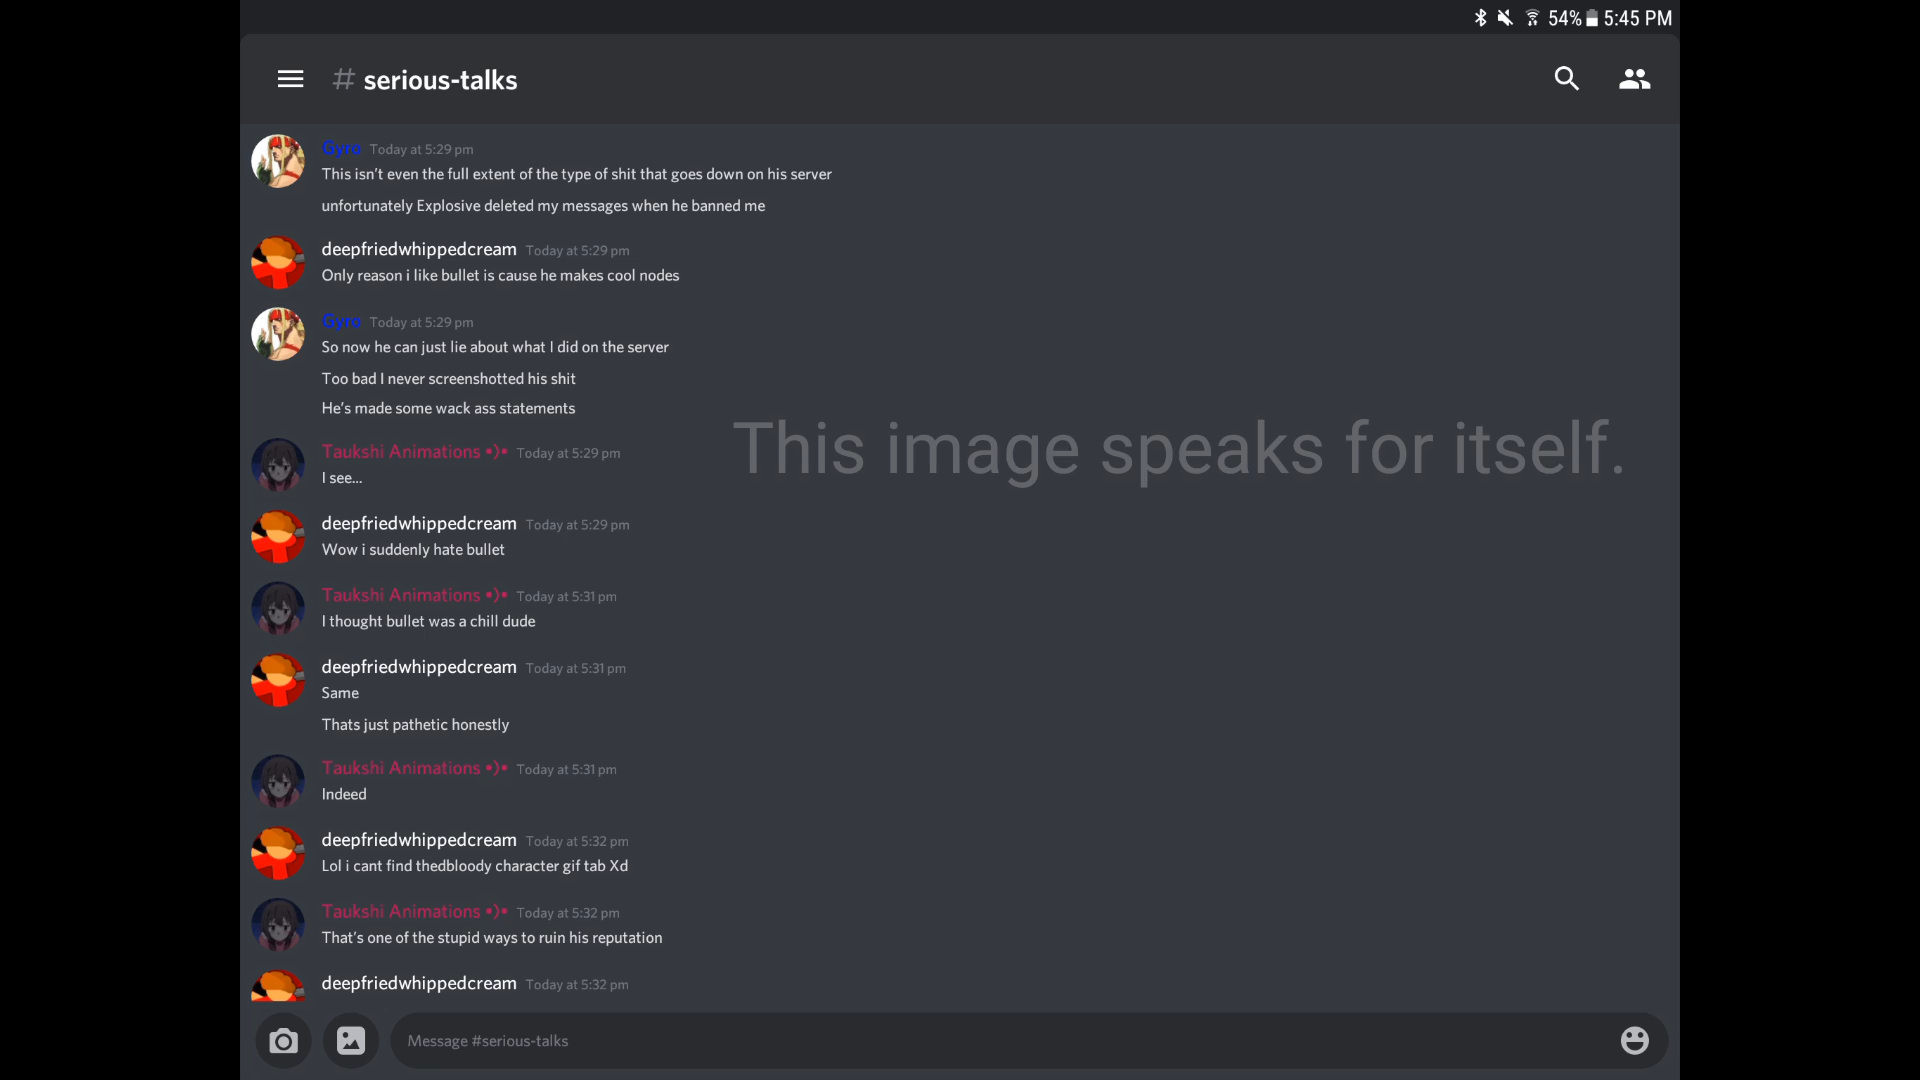 54% 5:45 PM
# serious-talks
Gyro Today at 5:29 pm
This isn't even the full extent of the type of shit that goes down on his server
unfortunately Explosive deleted my messages when he banned me
deepfriedwhippedcream Today at 5:29 pm
Only reason i like bullet is cause he makes cool nodes
Gyro Today at 5:29 pm
So now he can just lie about what I did on the server
Too bad I never screenshotted his shit
He's made some wack ass statements
This image speaks for itself.
Taukshi Animations •)• Today at 5:29 pm
I see...
deepfriedwhippedcream Today at 5:29 pm
Wow i suddenly hate bullet
Taukshi Animations •)• Today at 5:31 pm
I thought bullet was a chill dude
deepfriedwhippedcream Today at 5:31 pm
Same
Thats just pathetic honestly
Taukshi Animations •)• Today at 5:31 pm
Indeed
deepfriedwhippedcream Today at 5:32 pm
Lol i cant find thedbloody character gif tab Xd
Taukshi Animations •)• Today at 5:32 pm
That's one of the stupid ways to ruin his reputation
deepfriedwhippedcream Today at 5:32 pm
Message #serious-talks